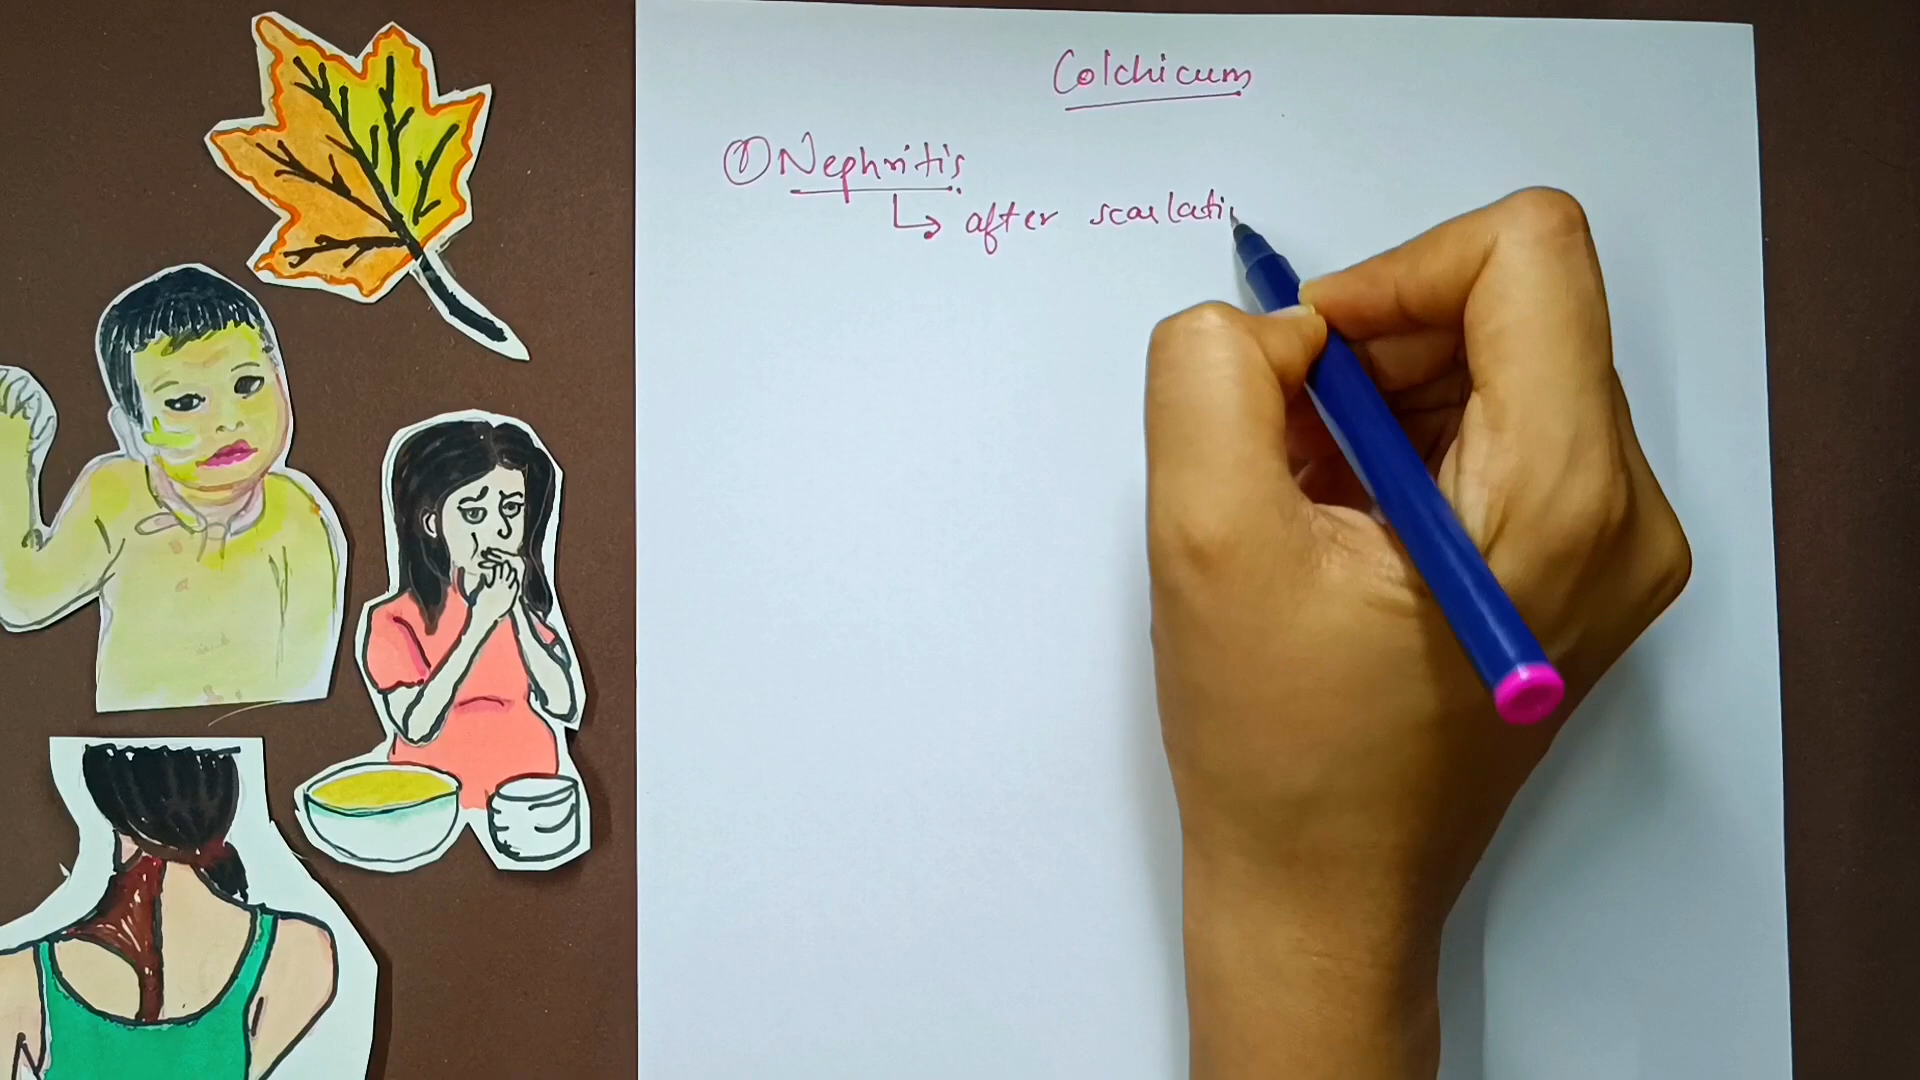 Colchicum
① Nephritis
↳ after scarlati